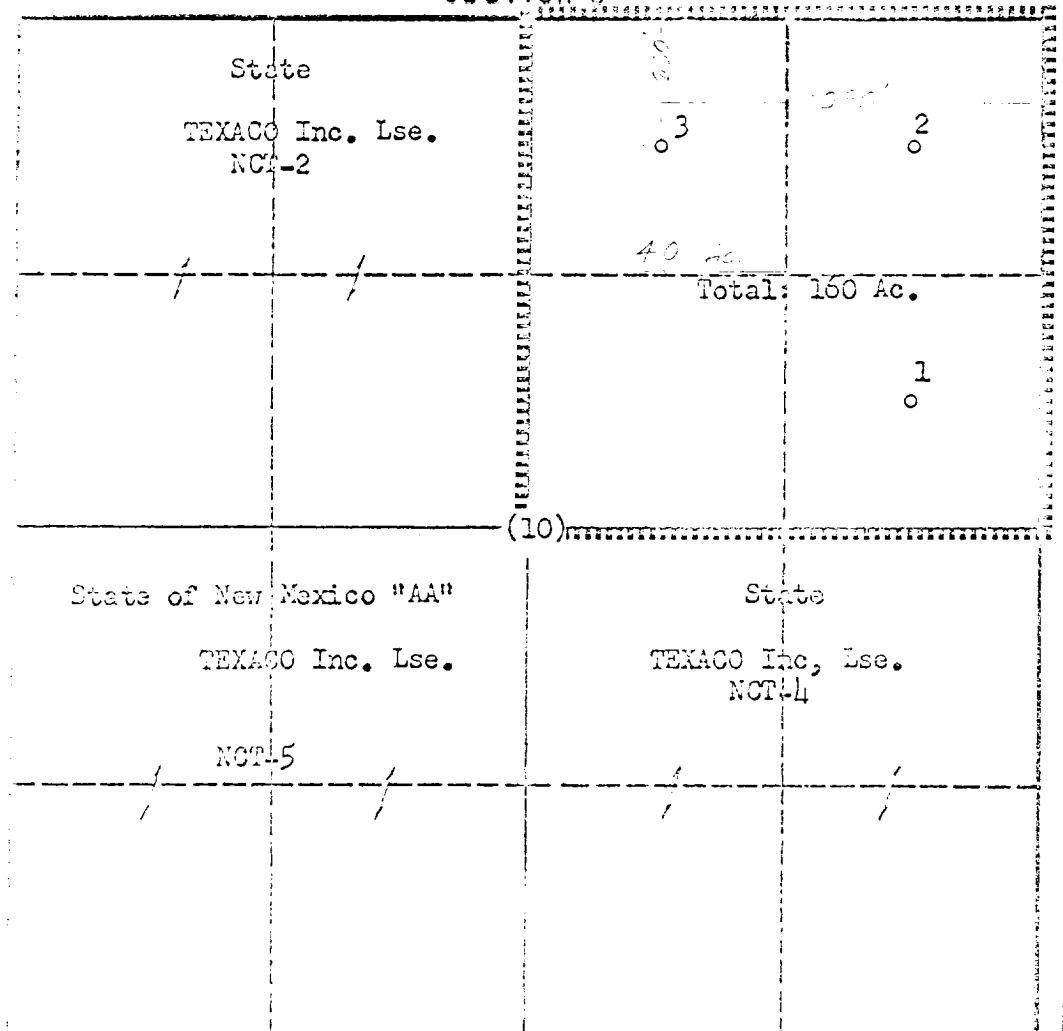 State
TEXACO Inc. Lse.
NCT-2
3
2
40 Ac.
Total: 160 Ac.
1
(10)
State of New Mexico "AA"
TEXACO Inc. Lse.
NCT-5
State
TEXACO Inc, Lse.
NCT-4